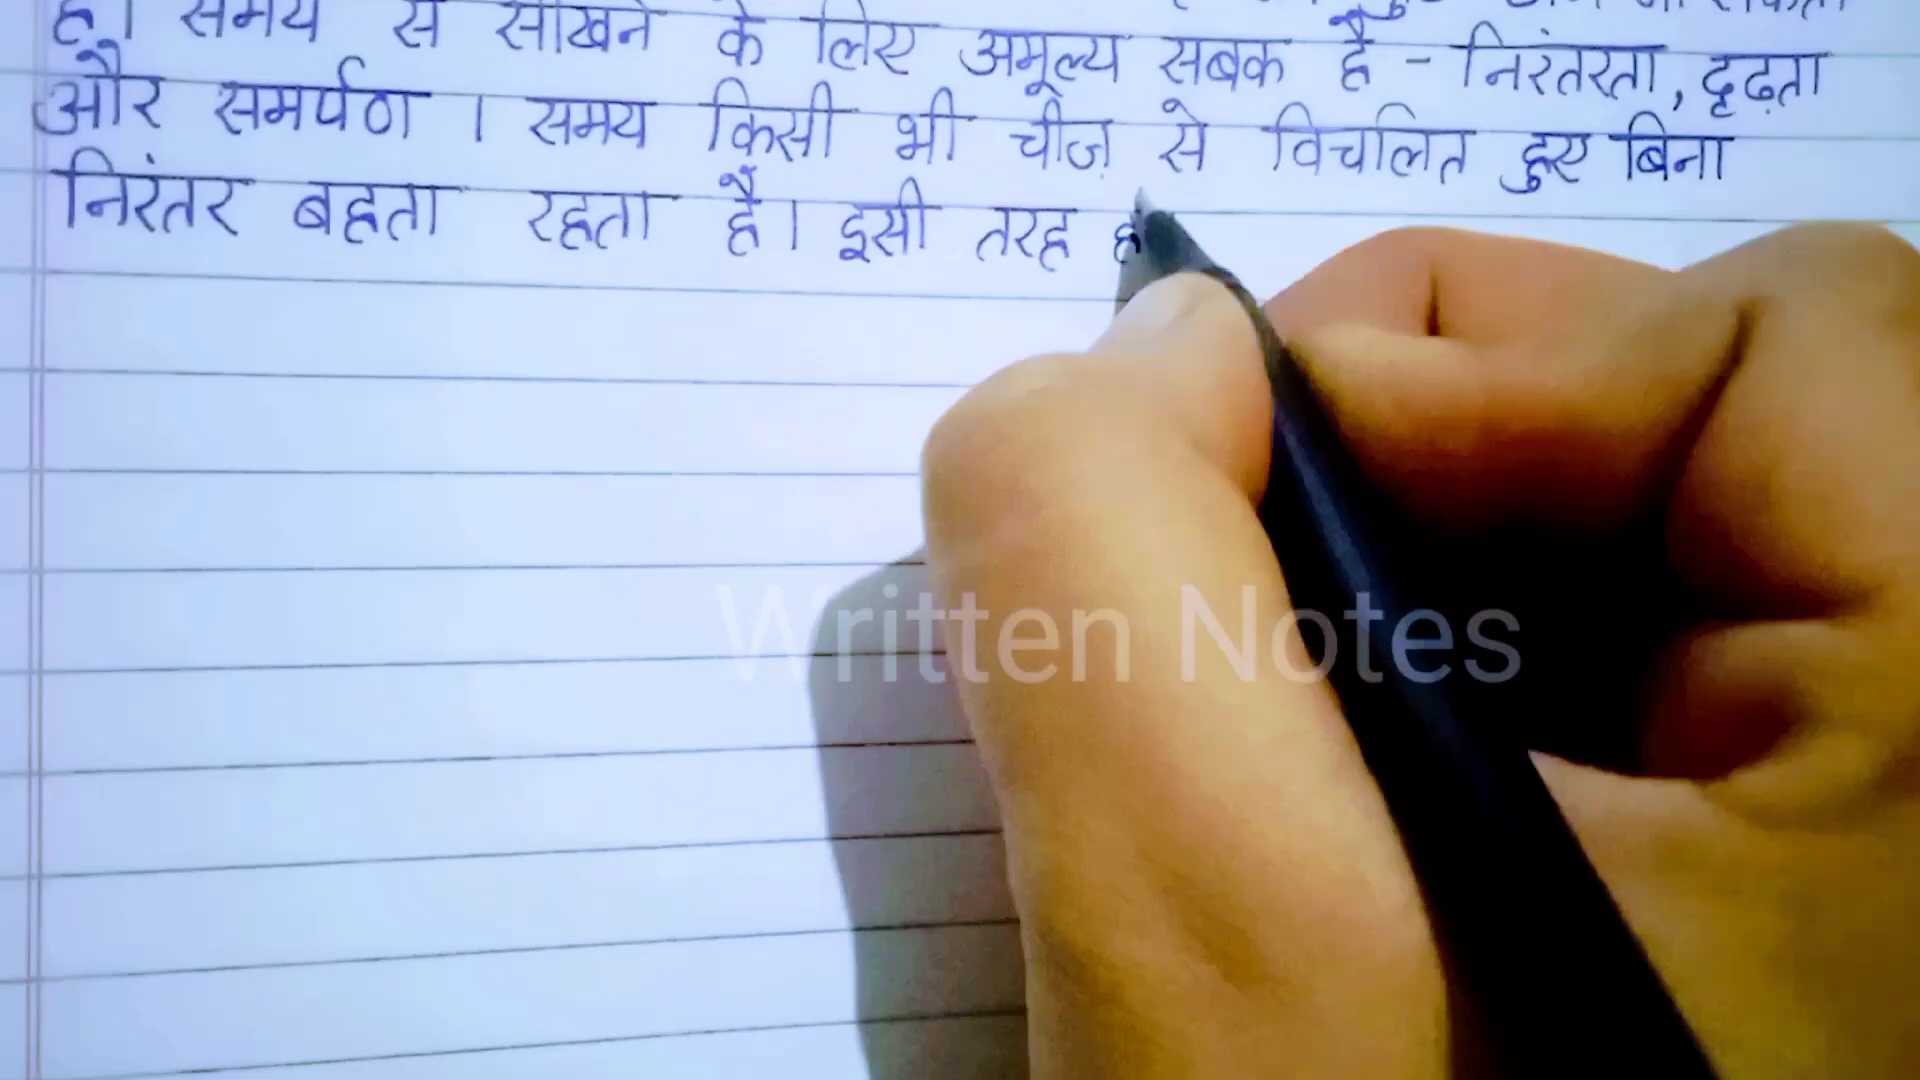 है। समय से सीखने के लिए अमूल्य सबक है - निरंतरता, दृढ़ता
और समर्पण । समय किसी भी चीज़ से विचलित हुए बिना
निरंतर बहता रहता है। इसी तरह ह
Written Notes